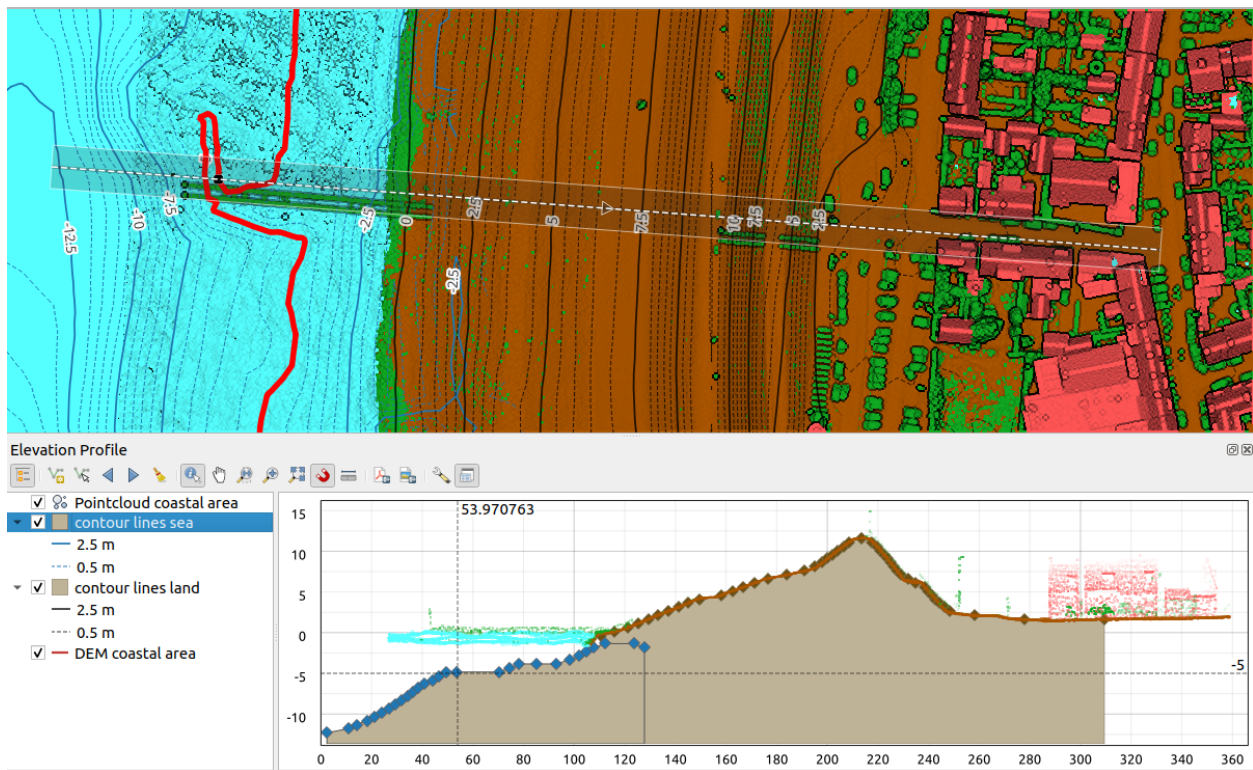 -12.5
-10
-7.5
-2.5
0
-2.5
2.5
5
7.5
10
7.5
5
2.5
Elevation Profile
Pointcloud coastal area
contour lines sea
2.5 m
0.5 m
contour lines land
2.5 m
0.5 m
DEM coastal area
53.970763
15
10
5
0
-5
-10
-5
0 20 40 60 80 100 120 140 160 180 200 220 240 260 280 300 320 340 360